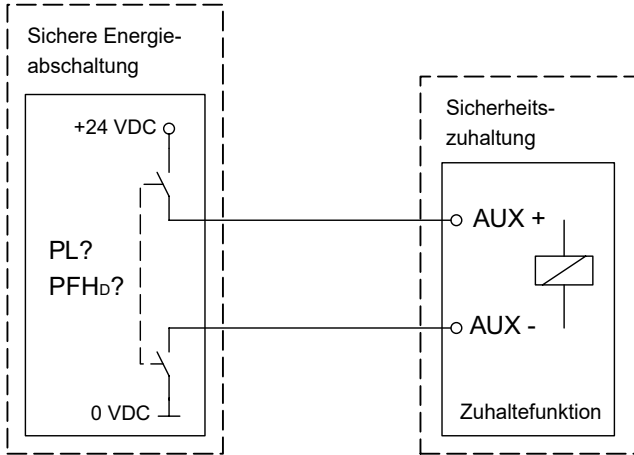 Sichere Energie-
abschaltung
+24 VDC
PL?
PFHD?
0 VDC
Sicherheits-
zuhaltung
AUX +
AUX -
Zuhaltefunktion